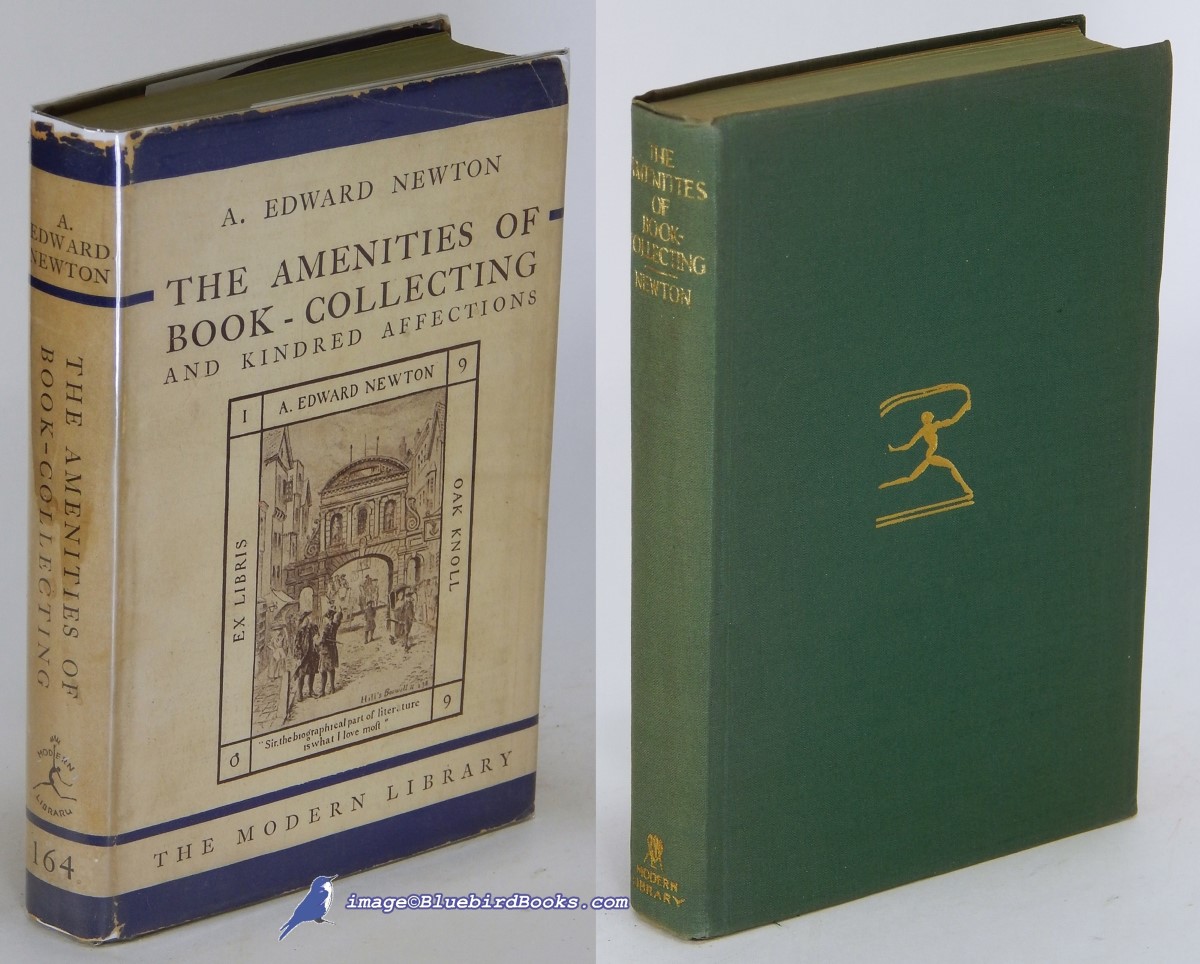 A. EDWARD NEWTON
THE AMENITIES OF
BOOK - COLLECTING
AND KINDRED AFFECTIONS
I
A. EDWARD NEWTON
9
EX LIBRIS
OAK KNOLL
Hill's Boswell
6
"Sir, the biographical part of literature
is what I love most"
9
THE MODERN LIBRARY
A.
EDWARD
NEWTON
THE AMENITIES OF
BOOK-COLLECTING
MODERN
LIBRARY
164
THE
AMENITIES
OF
BOOK-
COLLECTING
NEWTON
MODERN
LIBRARY
image©BluebirdBooks.com